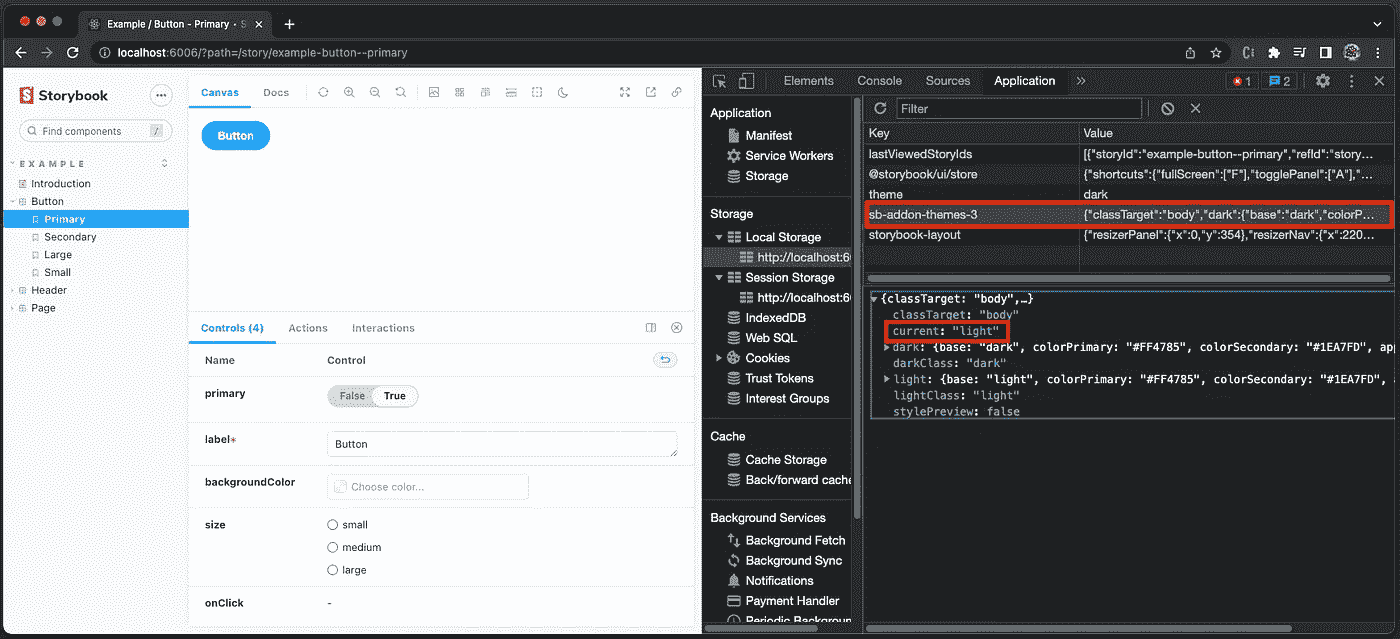 Example / Button - Primary · S
localhost:6006/?path=/story/example-button--primary
Storybook
Find components /
EXAMPLE
Introduction
Button
Primary
Secondary
Large
Small
Header
Page
Canvas Docs
Button
Controls (4) Actions Interactions
Name Control
primary False True
label* Button
backgroundColor Choose color...
size small
medium
large
onClick -
Elements Console Sources Application 1 2
Application
Manifest
Service Workers
Storage
Storage
Local Storage
http://localhost:60
Session Storage
http://localhost:60
IndexedDB
Web SQL
Cookies
Trust Tokens
Interest Groups
Cache
Cache Storage
Back/forward cache
Background Services
Background Fetch
Background Sync
Notifications
Payment Handler
Periodic Backgroun
Filter
Key Value
lastViewedStoryIds [{"storyId":"example-button--primary","refId":"story…
@storybook/ui/store {"shortcuts":{"fullScreen":["F"],"togglePanel":["A"],"…
theme dark
sb-addon-themes-3 {"classTarget":"body","dark":{"base":"dark","colorP…
storybook-layout {"resizerPanel":{"x":0,"y":354},"resizerNav":{"x":220…
{classTarget: "body",…}
classTarget: "body"
current: "light"
dark: {base: "dark", colorPrimary: "#FF4785", colorSecondary: "#1EA7FD", app
darkClass: "dark"
light: {base: "light", colorPrimary: "#FF4785", colorSecondary: "#1EA7FD",
lightClass: "light"
stylePreview: false